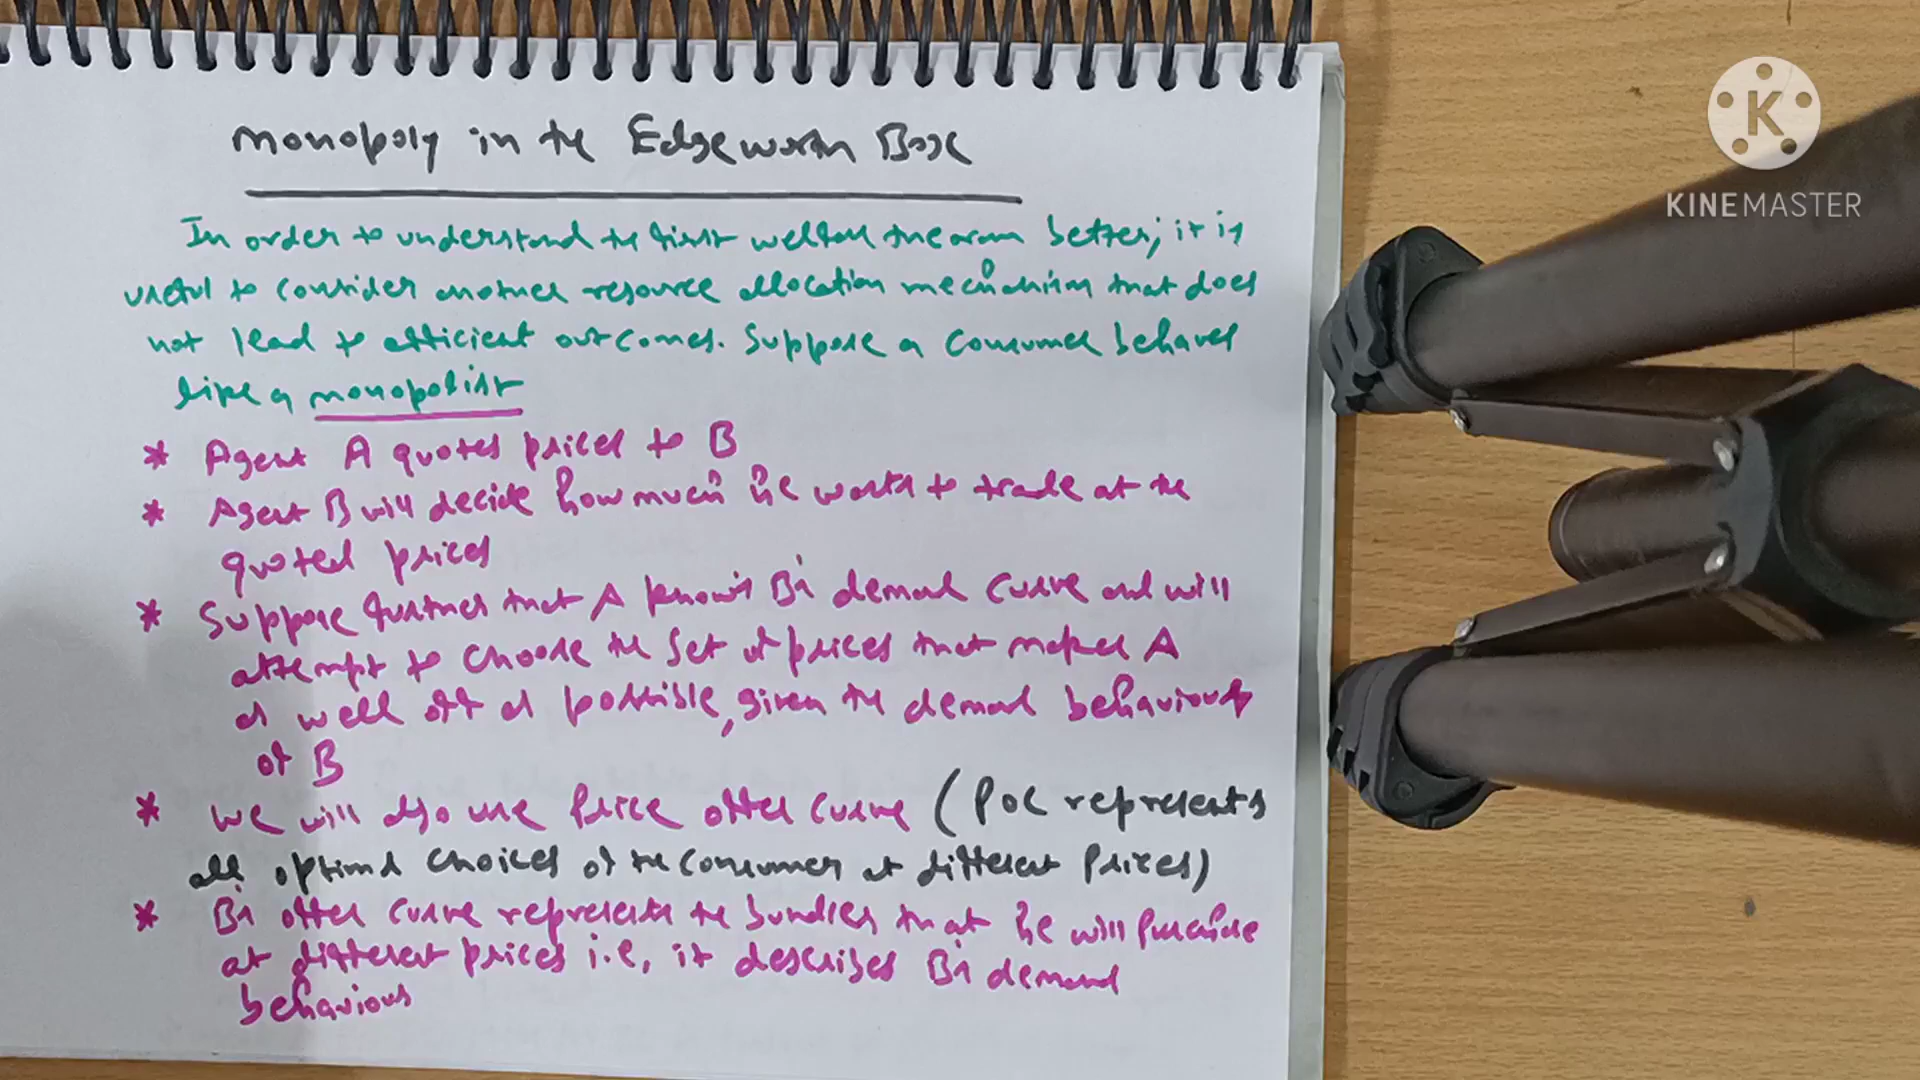 monopoly in the Edgeworth Box
In order to understand the first welfare theorem better, it is
useful to consider another resource allocation mechanism that does
not lead to efficient outcomes. Suppose a consumer behaves
like a monopolist
* Agent A quotes prices to B
* Agent B will decide how much he wants to trade at the
quoted prices
* Suppose further that A knows B's demand curve and will
attempt to choose the set of prices that makes A
as well off as possible, given the demand behaviour
of B
* We will also use Price offer curve (POC represents
all optimal choices of the consumer at different Prices)
* B's offer curve represents the bundles that he will Purchase
at different prices i.e, it describes B's demand
behaviour
K
KINEMASTER